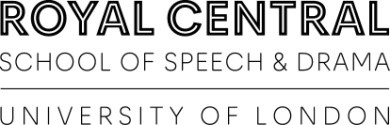 ROYAL CENTRAL
SCHOOL OF SPEECH & DRAMA
UNIVERSITY OF LONDON